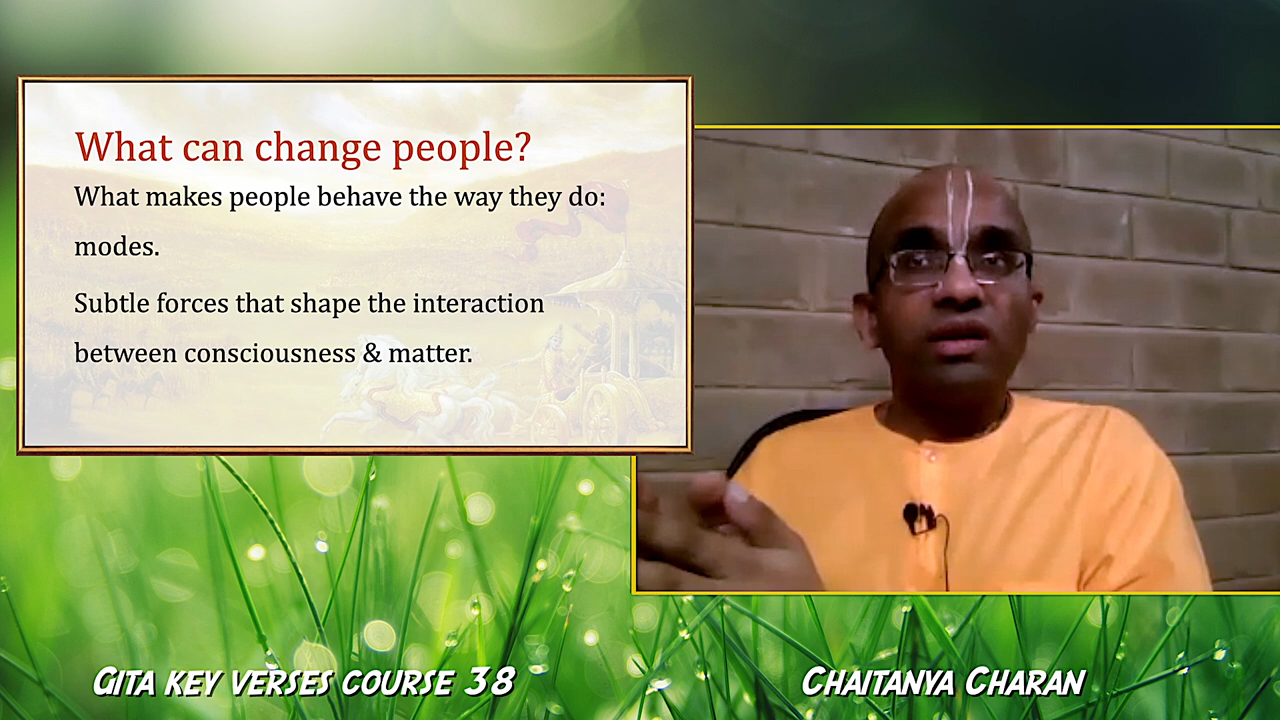 What can change people?
What makes people behave the way they do:
modes.
Subtle forces that shape the interaction
between consciousness & matter.
Gita key verses course 38
Chaitanya Charan